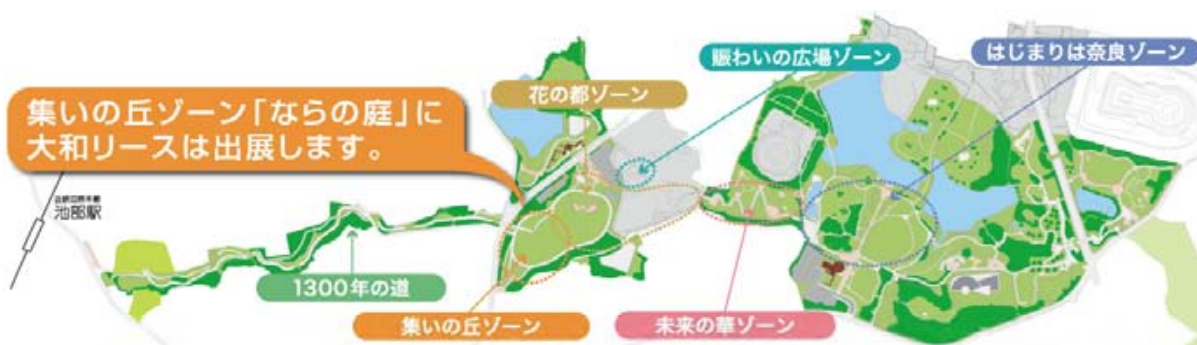 賑わいの広場ゾーン
はじまりは奈良ゾーン
花の都ゾーン
集いの丘ゾーン「ならの庭」に
大和リースは出展します。
池部駅
1300年の道
集いの丘ゾーン
未来の華ゾーン